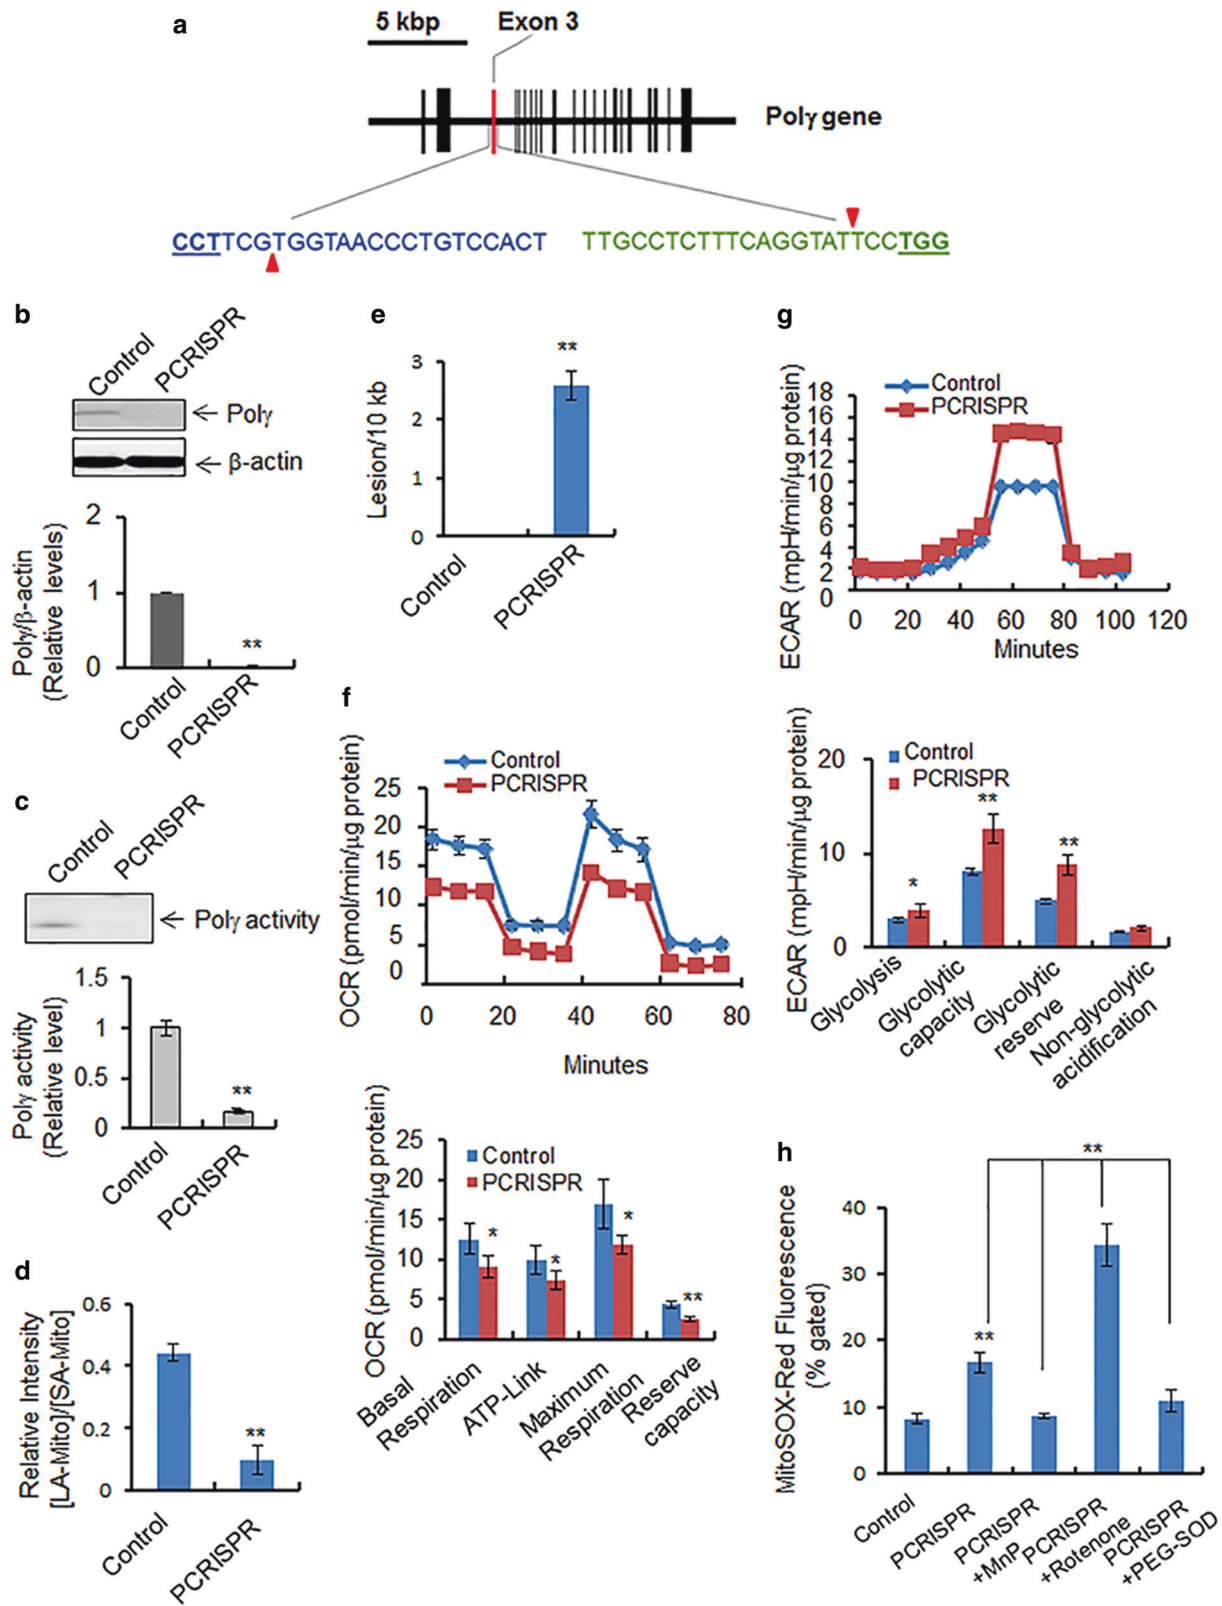 a
5 kbp
Exon 3
Polγ gene
CCTTCGTGGTAACCCTGTCCACT
TTGCCTCTTTCAGGTATTCCTGG
b
Control
PCRISPR
Polγ
β-actin
Polγ/β-actin
(Relative levels)
2
1
0
**
Control
PCRISPR
c
Control
PCRISPR
Polγ activity
Polγ activity
(Relative level)
1.5
1
0.5
0
**
Control
PCRISPR
d
Relative Intensity
[LA-Mito]/[SA-Mito]
0.6
0.4
0.2
0
**
Control
PCRISPR
e
Lesion/10 kb
3
2
1
0
**
Control
PCRISPR
f
OCR (pmol/min/μg protein)
Control
PCRISPR
25
20
15
10
5
0
0 20 40 60 80
Minutes
OCR (pmol/min/μg protein)
Control
PCRISPR
25
20
15
10
5
0
*
*
*
**
Basal
Respiration
ATP-Link
Maximum
Respiration
Reserve
capacity
g
ECAR (mpH/min/μg protein)
Control
PCRISPR
18
16
14
12
10
8
6
4
2
0
0 20 40 60 80 100 120
Minutes
ECAR (mpH/min/μg protein)
Control
PCRISPR
20
10
0
*
**
**
Glycolysis
Glycolytic
capacity
Glycolytic
reserve
Non-glycolytic
acidification
h
MitoSOX-Red Fluorescence
(% gated)
40
30
20
10
0
**
**
Control
PCRISPR
PCRISPR
+MnP
PCRISPR
+Rotenone
PCRISPR
+PEG-SOD